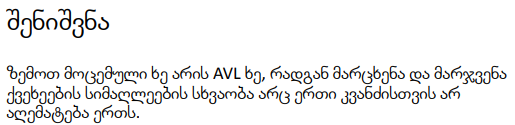 შენიშვნა
ზემოთ მოცემული ხე არის AVL ხე, რადგან მარცხენა და მარჯვენა
ქვეხეების სიმაღლეების სხვაობა არც ერთი კვანძისთვის არ
აღემატება ერთს.